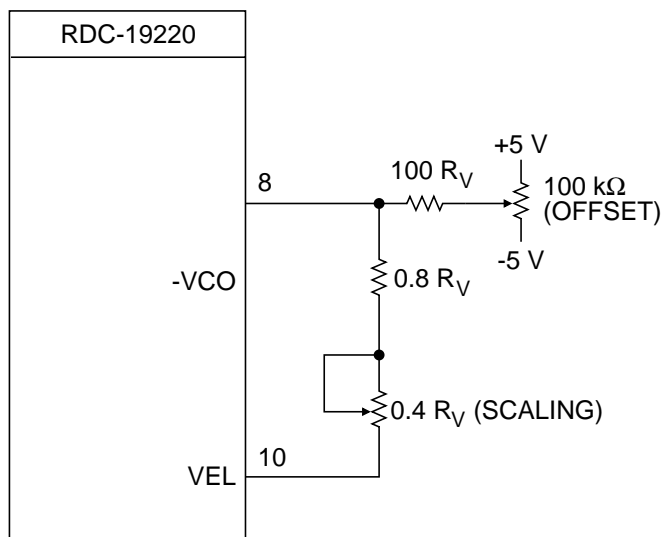 RDC-19220
+5 V
8
100 R_V
100 kΩ
(OFFSET)
-5 V
-VCO
0.8 R_V
0.4 R_V (SCALING)
10
VEL